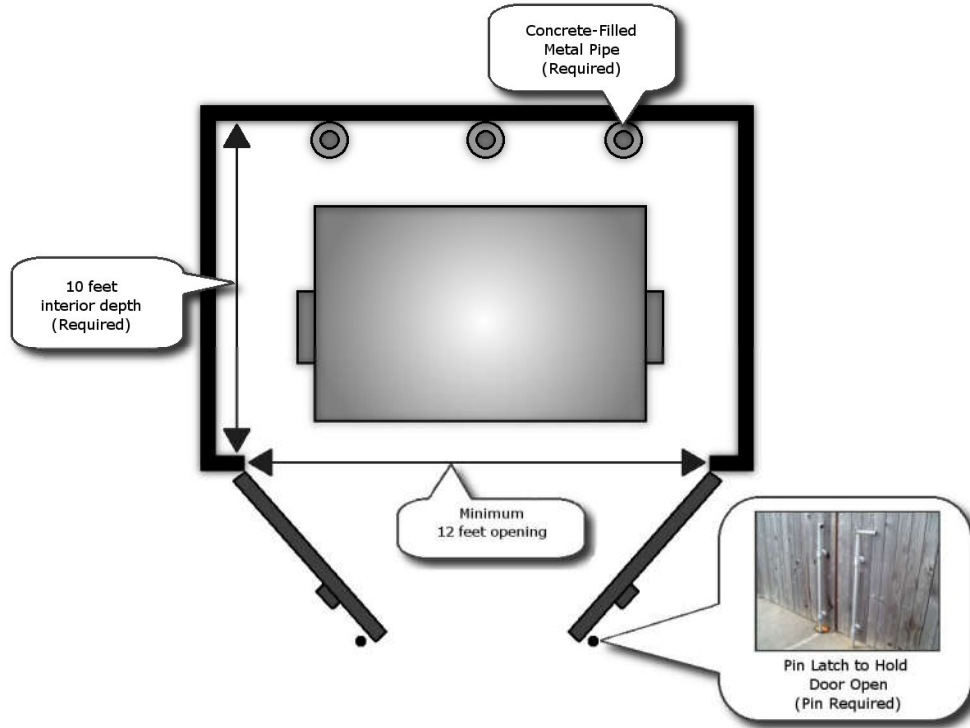 Concrete-Filled
Metal Pipe
(Required)
10 feet
interior depth
(Required)
Minimum
12 feet opening
Pin Latch to Hold
Door Open
(Pin Required)